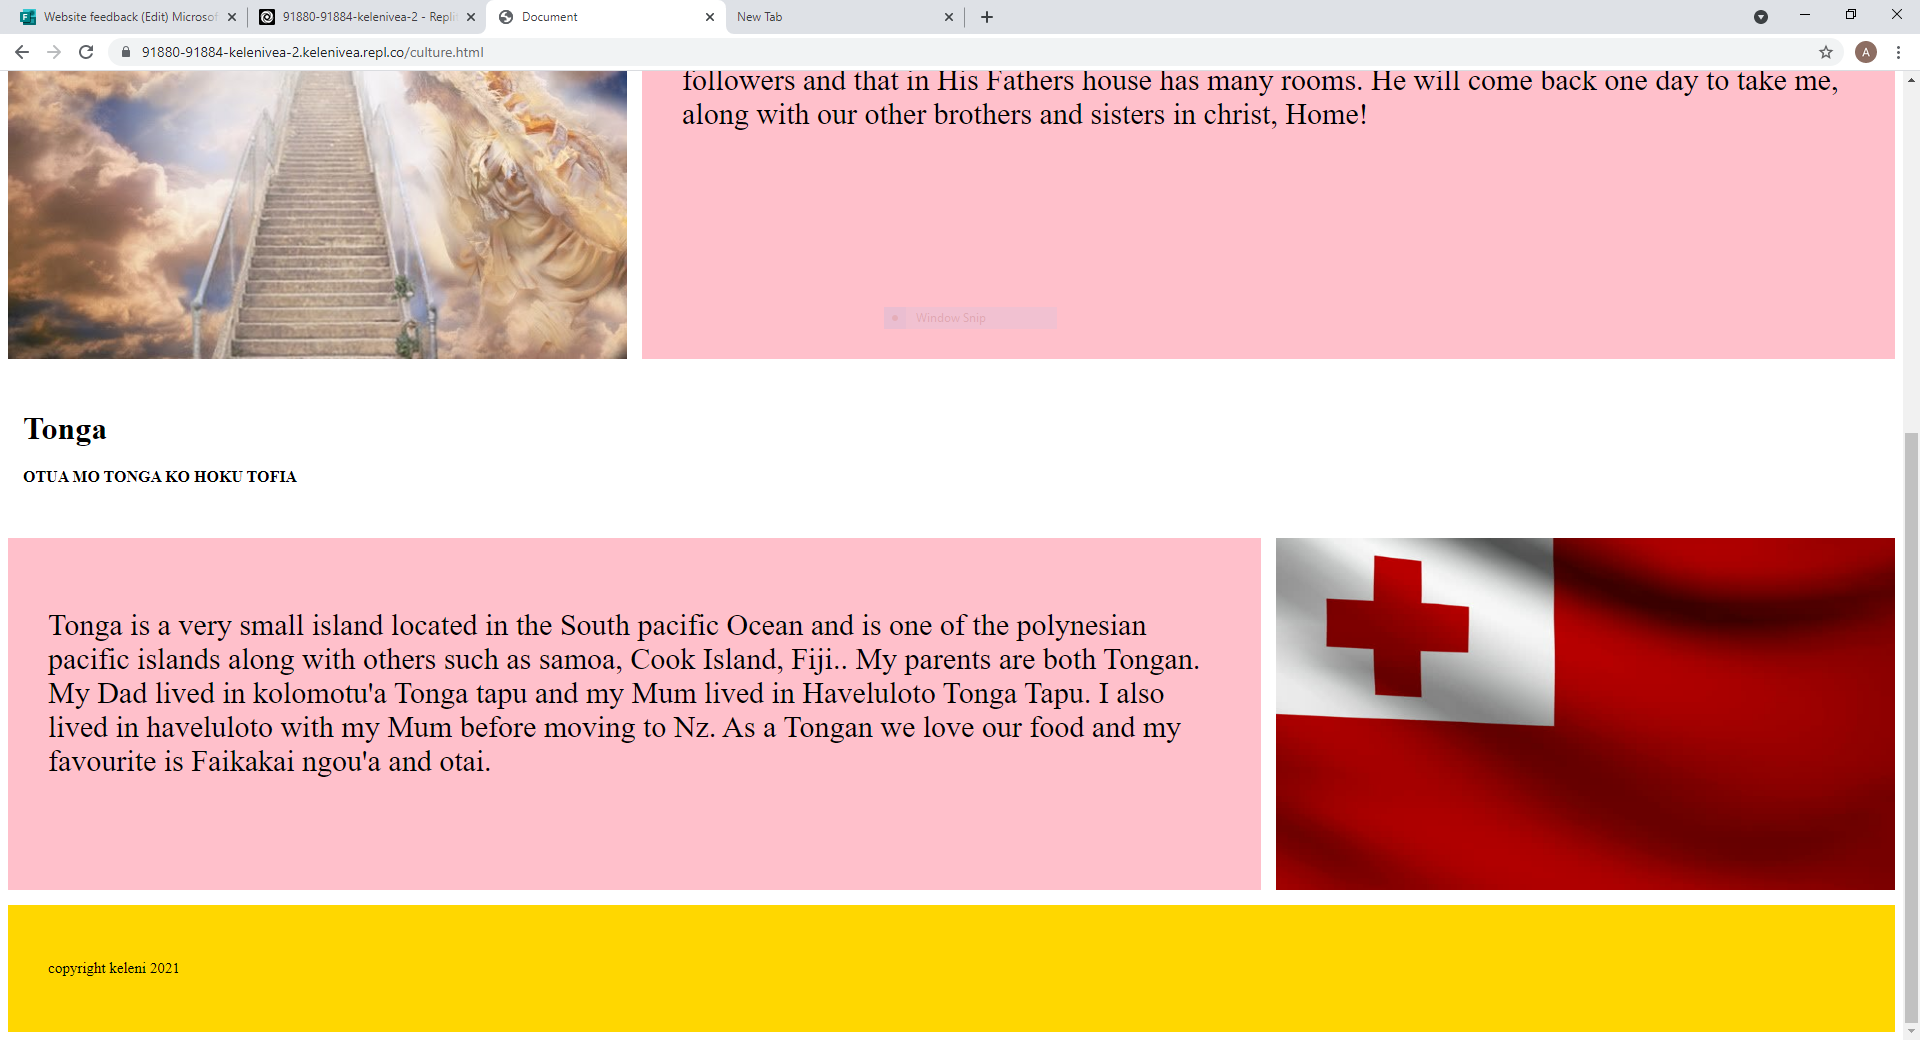 Website feedback (Edit) Microsof
91880-91884-kelenivea-2 - Replit
Document
New Tab
91880-91884-kelenivea-2.kelenivea.repl.co/culture.html
A
followers and that in His Fathers house has many rooms. He will come back one day to take me,
along with our other brothers and sisters in christ, Home!
Window Snip
Tonga
OTUA MO TONGA KO HOKU TOFIA
Tonga is a very small island located in the South pacific Ocean and is one of the polynesian
pacific islands along with others such as samoa, Cook Island, Fiji.. My parents are both Tongan.
My Dad lived in kolomotu'a Tonga tapu and my Mum lived in Haveluloto Tonga Tapu. I also
lived in haveluloto with my Mum before moving to Nz. As a Tongan we love our food and my
favourite is Faikakai ngou'a and otai.
copyright keleni 2021